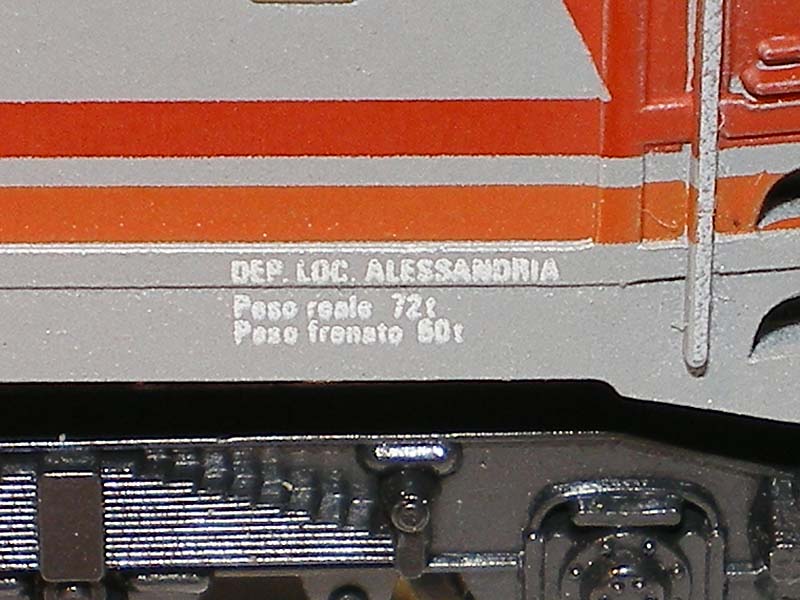 DEP. LOC. ALESSANDRIA
Peso reale 72t
Peso frenato 60t